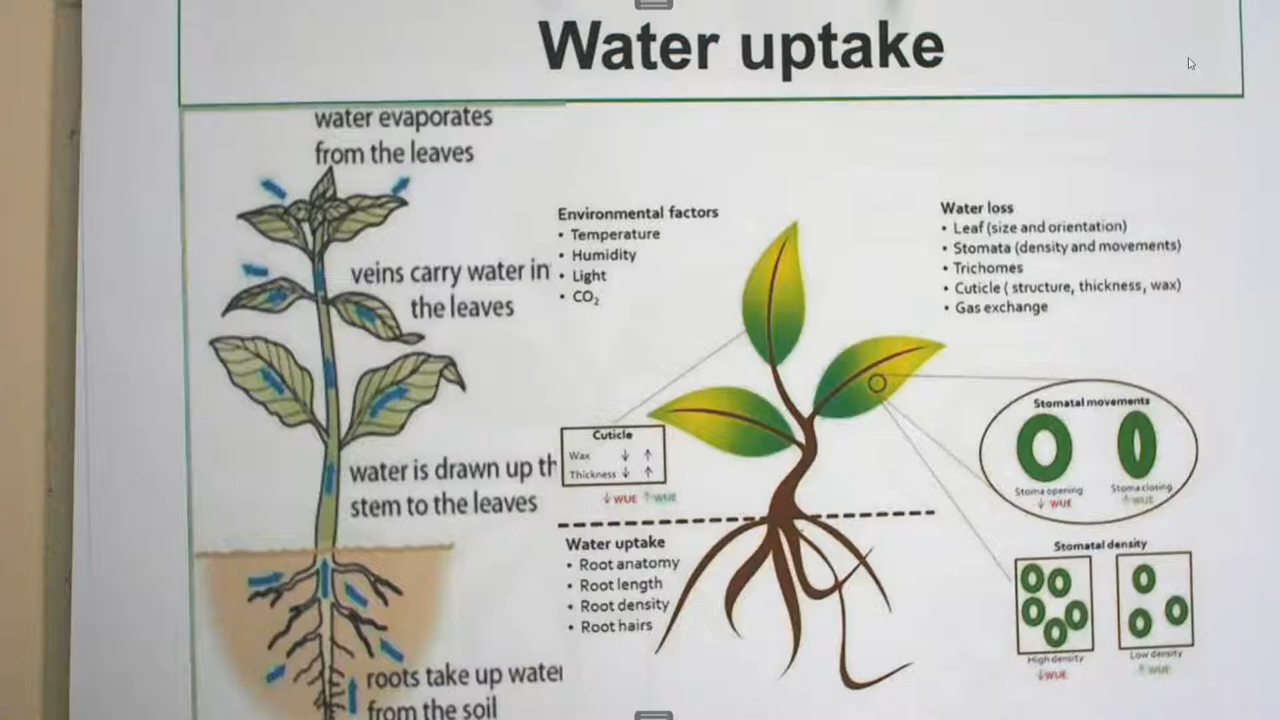 Water uptake
water evaporates
from the leaves
veins carry water in
the leaves
water is drawn up th
stem to the leaves
roots take up water
from the soil
Environmental factors
• Temperature
• Humidity
• Light
• CO₂
Water loss
• Leaf (size and orientation)
• Stomata (density and movements)
• Trichomes
• Cuticle ( structure, thickness, wax)
• Gas exchange
Cuticle
Wax ↓ ↑
Thickness ↓ ↑
↓ WUE ↑ WUE
Stomatal movements
Stoma opening Stoma closing
↓ WUE ↑ WUE
Water uptake
• Root anatomy
• Root length
• Root density
• Root hairs
Stomatal density
High density Low density
↓WUE ↑WUE